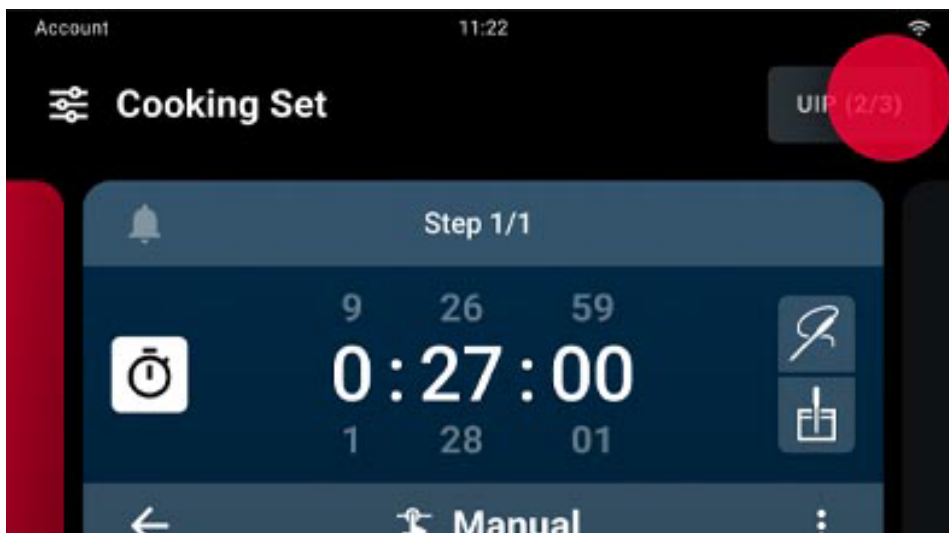 Account 11:22
Cooking Set UIP (2/3)
Step 1/1
9 26 59
0 : 27 : 00
1 28 01
Manual